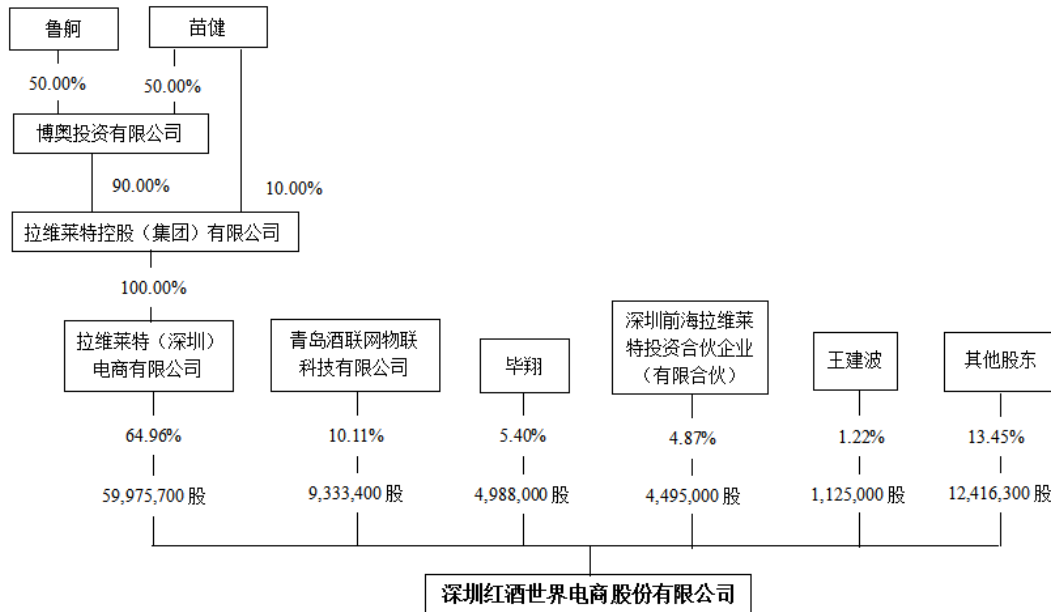 鲁舸
苗健
50.00%
50.00%
博奥投资有限公司
90.00%
10.00%
拉维莱特控股（集团）有限公司
100.00%
拉维莱特（深圳）
电商有限公司
青岛酒联网物联
科技有限公司
毕翔
深圳前海拉维莱
特投资合伙企业
（有限合伙）
王建波
其他股东
64.96%
10.11%
5.40%
4.87%
1.22%
13.45%
59,975,700 股
9,333,400 股
4,988,000 股
4,495,000 股
1,125,000 股
12,416,300 股
深圳红酒世界电商股份有限公司